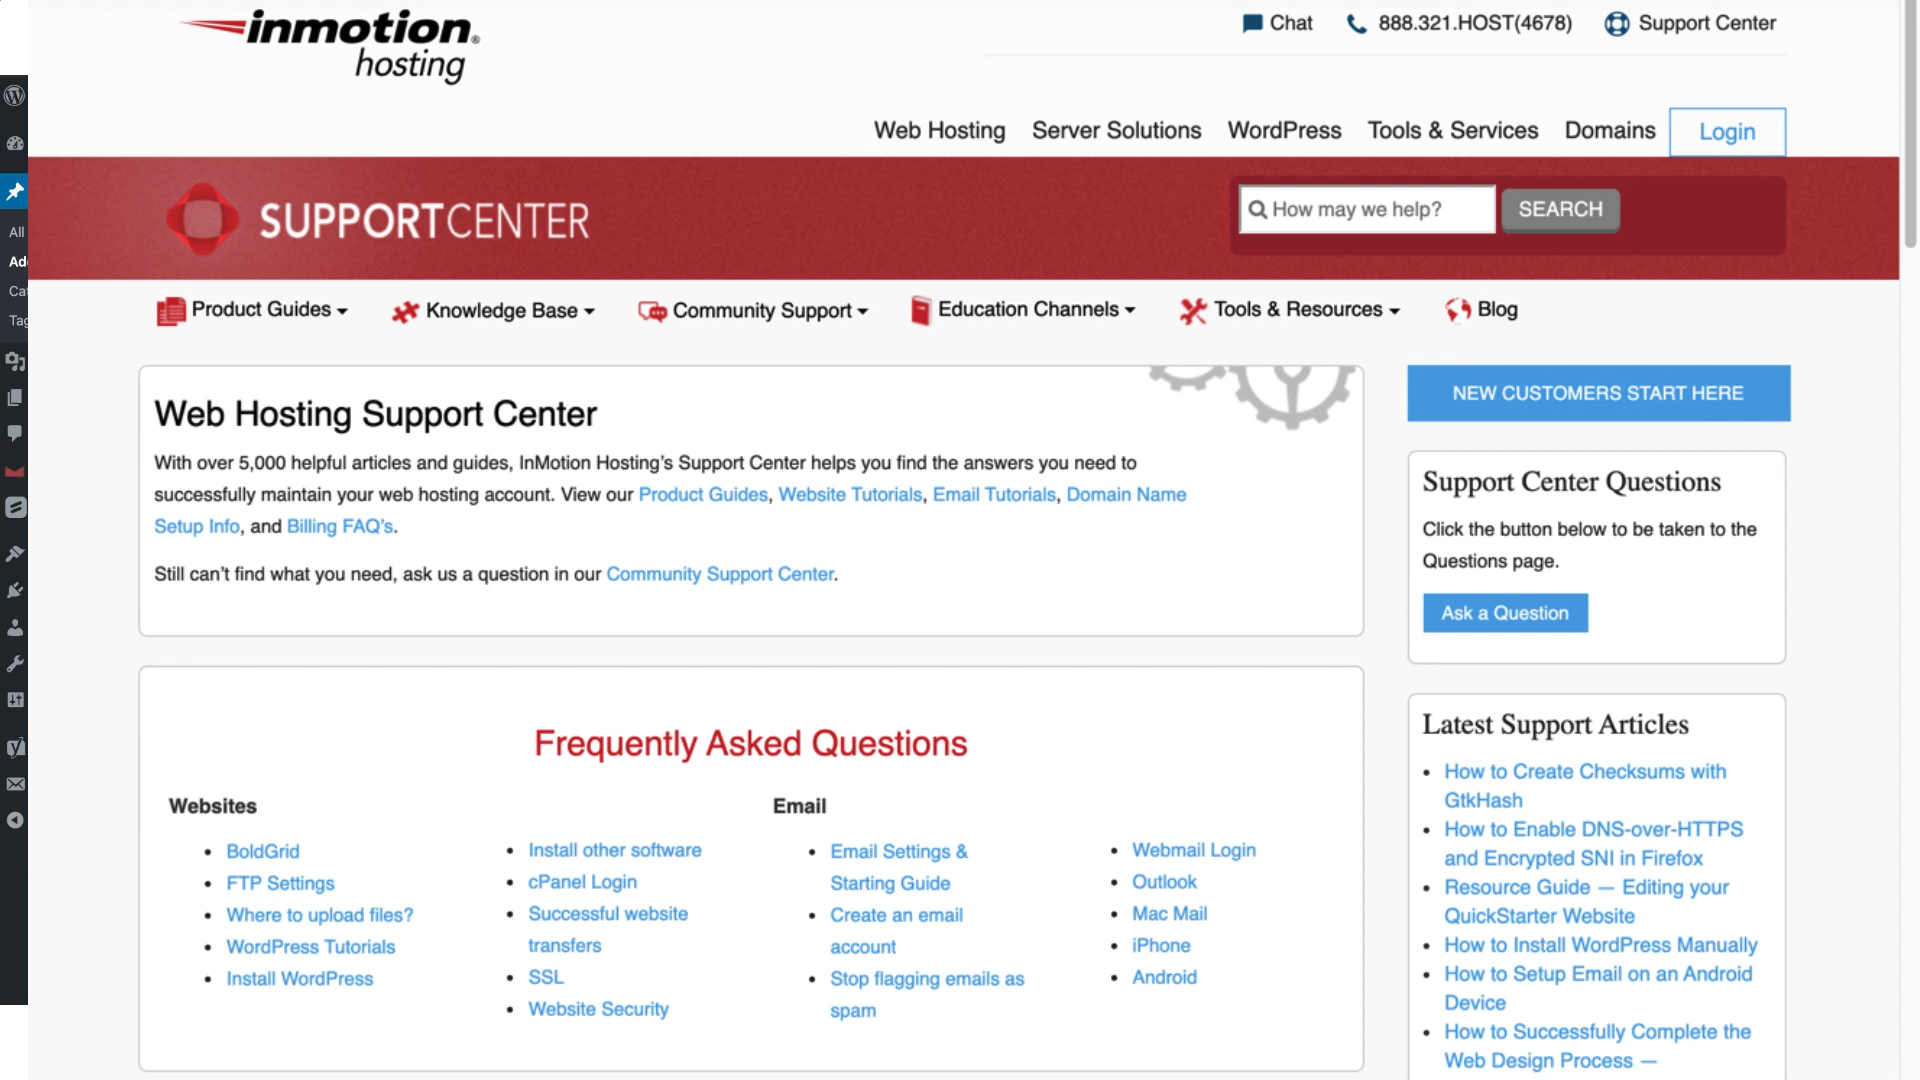 inmotion®
hosting
Chat
888.321.HOST(4678)
Support Center
Web Hosting
Server Solutions
WordPress
Tools & Services
Domains
Login
SUPPORTCENTER
How may we help?
SEARCH
All
Ad
Ca
Tag
Product Guides
Knowledge Base
Community Support
Education Channels
Tools & Resources
Blog
Web Hosting Support Center
With over 5,000 helpful articles and guides, InMotion Hosting's Support Center helps you find the answers you need to
successfully maintain your web hosting account. View our Product Guides, Website Tutorials, Email Tutorials, Domain Name
Setup Info, and Billing FAQ's.
Still can't find what you need, ask us a question in our Community Support Center.
NEW CUSTOMERS START HERE
Support Center Questions
Click the button below to be taken to the
Questions page.
Ask a Question
Frequently Asked Questions
Websites
BoldGrid
FTP Settings
Where to upload files?
WordPress Tutorials
Install WordPress
Install other software
cPanel Login
Successful website
transfers
SSL
Website Security
Email
Email Settings &
Starting Guide
Create an email
account
Stop flagging emails as
spam
Webmail Login
Outlook
Mac Mail
iPhone
Android
Latest Support Articles
How to Create Checksums with
GtkHash
How to Enable DNS-over-HTTPS
and Encrypted SNI in Firefox
Resource Guide — Editing your
QuickStarter Website
How to Install WordPress Manually
How to Setup Email on an Android
Device
How to Successfully Complete the
Web Design Process —